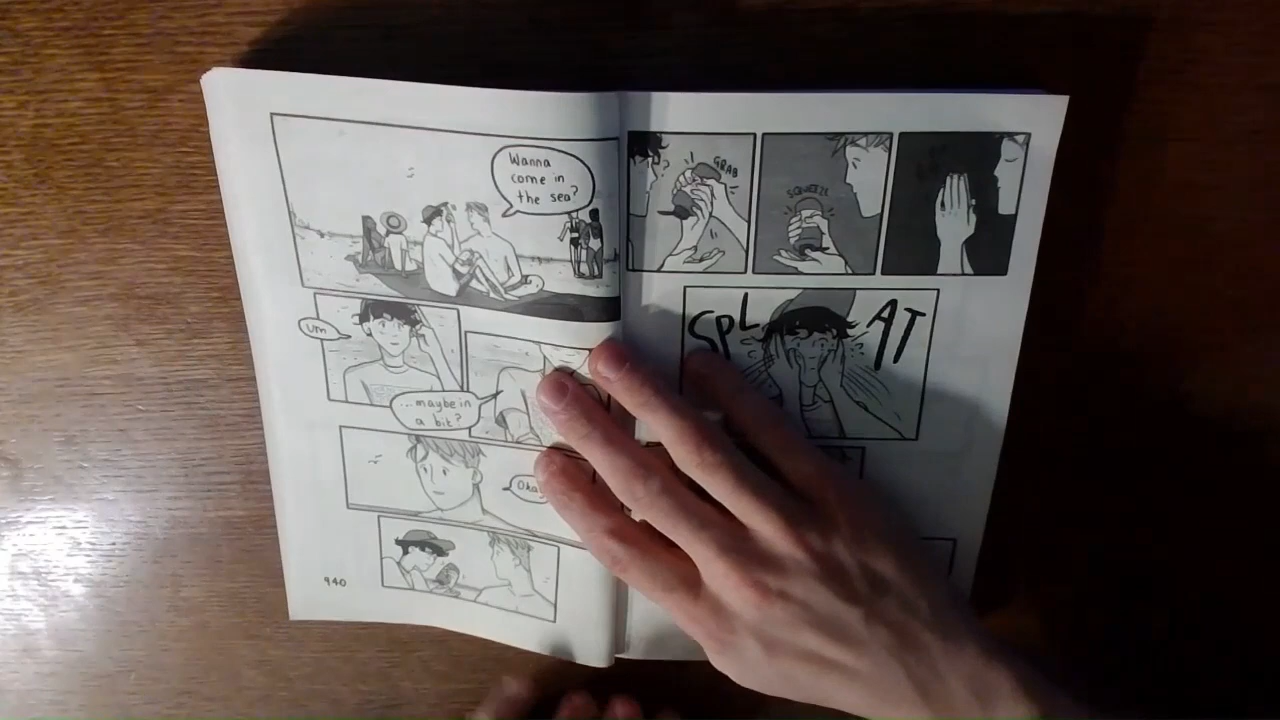 Wanna
come in
the sea?
Um
...maybe in
a bit?
940
GRAB
SQUEEZE
SPL AT